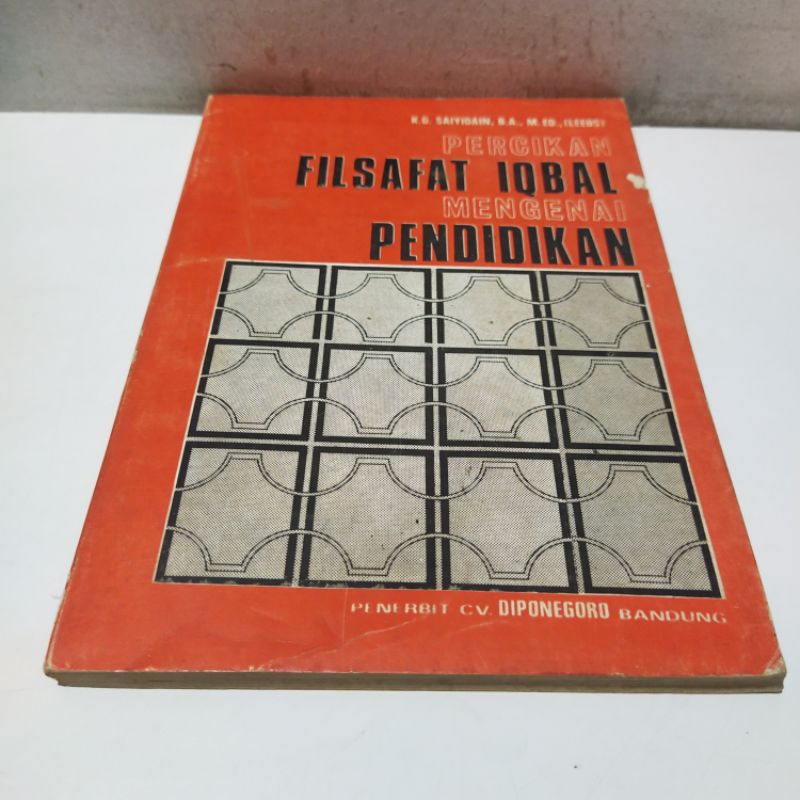 K.G. SAIYIDAIN, B.A., M.ED., (LEEDS)
PERCIKAN
FILSAFAT IQBAL
MENGENAI
PENDIDIKAN
PENERBIT CV. DIPONEGORO BANDUNG